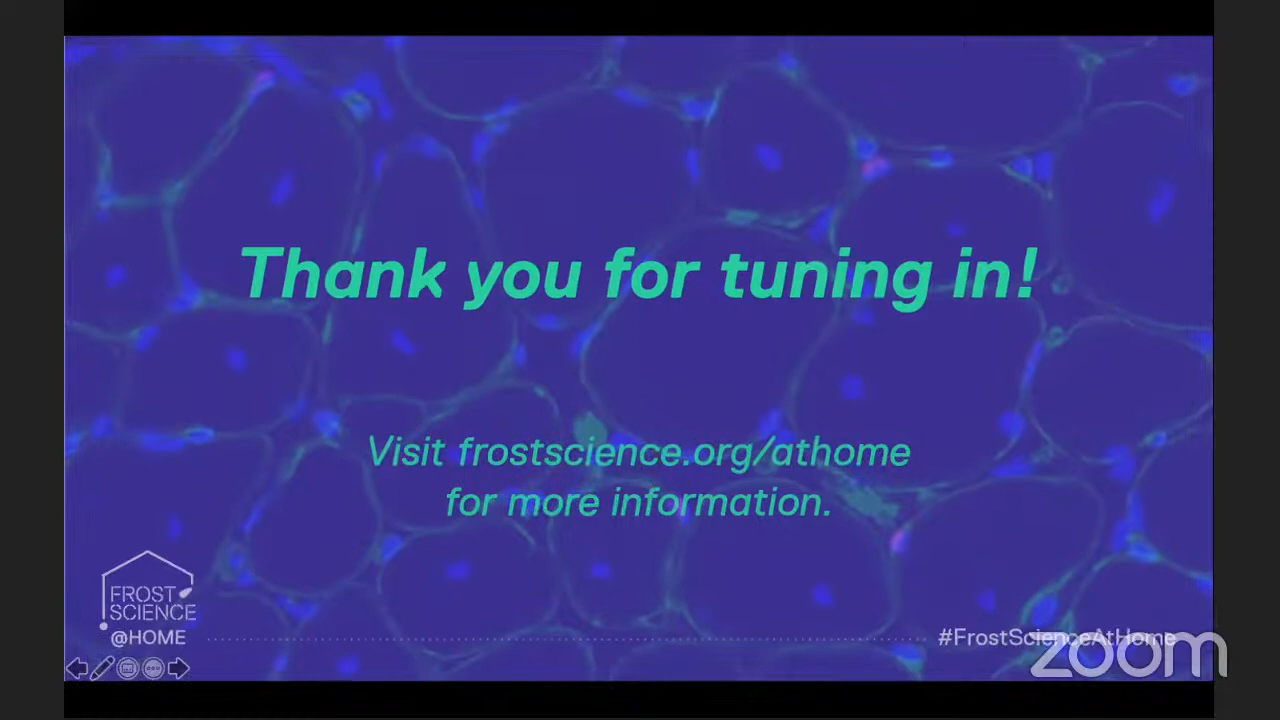 Thank you for tuning in!
Visit frostscience.org/athome
for more information.
FROST
SCIENCE
@HOME
#FrostScienceAtHome
zoom